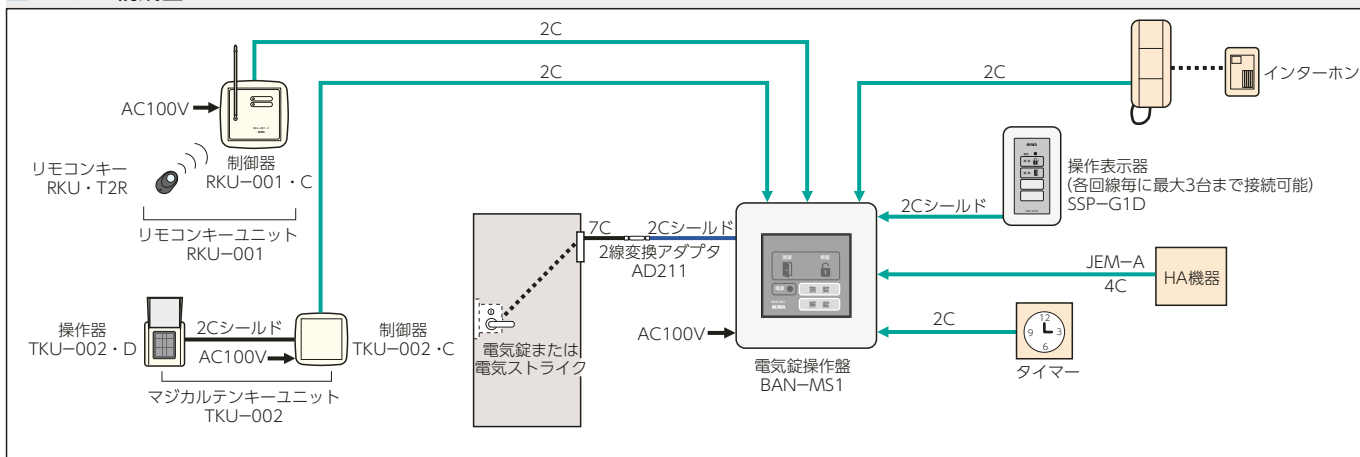 2C
2C
2C
インターホン
AC100V
制御器
RKU−001・C
リモコンキー
RKU・T2R
リモコンキーユニット
RKU−001
操作表示器
(各回線毎に最大3台まで接続可能)
SSP−G1D
2Cシールド
7C
2Cシールド
2線変換アダプタ
AD211
JEM−A
4C
HA機器
操作器
TKU−002・D
2Cシールド
AC100V
制御器
TKU−002・C
マジカルテンキーユニット
TKU−002
電気錠または
電気ストライク
AC100V
施 錠
解 錠
電気錠操作盤
BAN−MS1
2C
12
9
3
6
タイマー